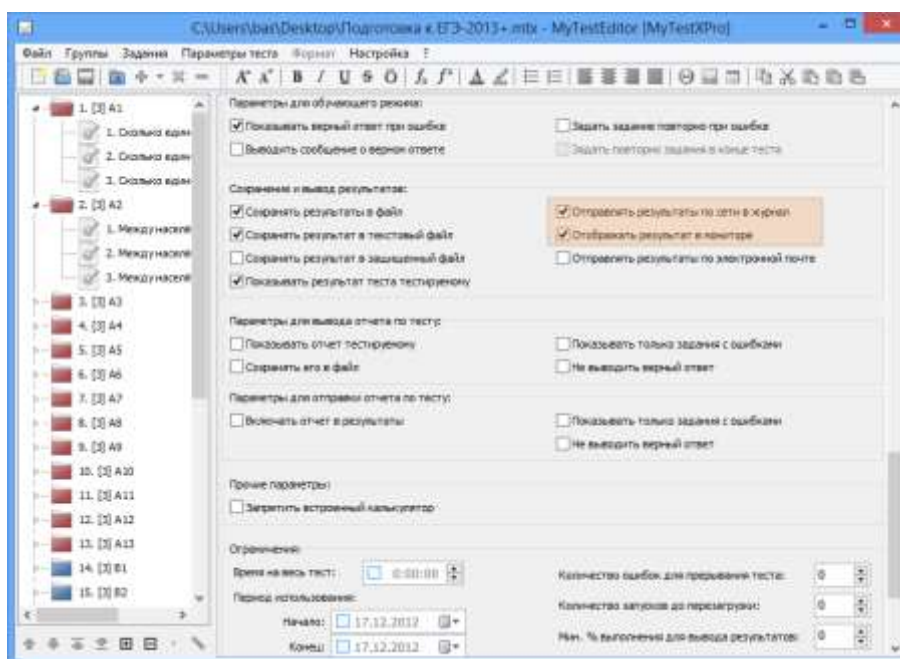 C:\Users\bas\Desktop\Подготовка к ЕГЭ-2013+.mtx - MyTestEditor [MyTestXPro]
Файл Группы Задания Параметры теста Формат Настройка ?
1. [3] A1
1. Сколько един
2. Сколько един
3. Сколько един
2. [3] A2
1. Между населё
2. Между населё
3. Между населё
3. [3] A3
4. [3] A4
5. [3] A5
6. [3] A6
7. [3] A7
8. [3] A8
9. [3] A9
10. [3] A10
11. [3] A11
12. [3] A12
13. [3] A13
14. [3] B1
15. [3] B2
Параметры для обучающего режима:
Показывать верный ответ при ошибке
Задать задание повторно при ошибке
Выводить сообщение о верном ответе
Задать повторно задания в конце теста
Сохранение и вывод результатов:
Сохранять результаты в файл
Отправлять результаты по сети в журнал
Сохранять результат в текстовый файл
Отображать результат в мониторе
Сохранять результат в защищенный файл
Отправлять результаты по электронной почте
Показывать результат теста тестируемому
Параметры для вывода отчета по тесту:
Показывать отчет тестируемому
Показывать только задания с ошибками
Сохранять его в файл
Не выводить верный ответ
Параметры для отправки отчета по тесту:
Включать отчет в результаты
Показывать только задания с ошибками
Не выводить верный ответ
Прочие параметры:
Запретить встроенный калькулятор
Ограничения:
Время на весь тест: 0:00:00
Количество ошибок для прерывания теста: 0
Период использования:
Количество запусков до перезагрузки: 0
Начало: 17.12.2012
Мин. % выполнения для вывода результатов: 0
Конец: 17.12.2012